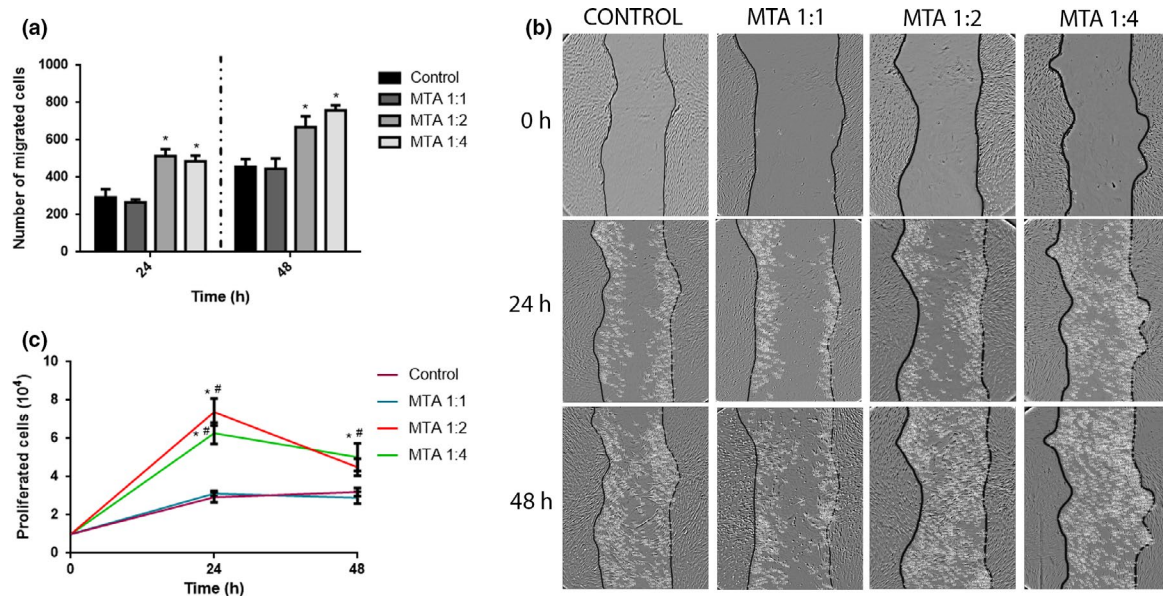 (a)
1000
800
600
400
200
0
Number of migrated cells
* * * *
24 48
Time (h)
Control
MTA 1:1
MTA 1:2
MTA 1:4
(b)
CONTROL MTA 1:1 MTA 1:2 MTA 1:4
0 h
24 h
48 h
(c)
10
8
6
4
2
0
Proliferated cells (10⁴)
* #
* #
* #
0 24 48
Time (h)
Control
MTA 1:1
MTA 1:2
MTA 1:4